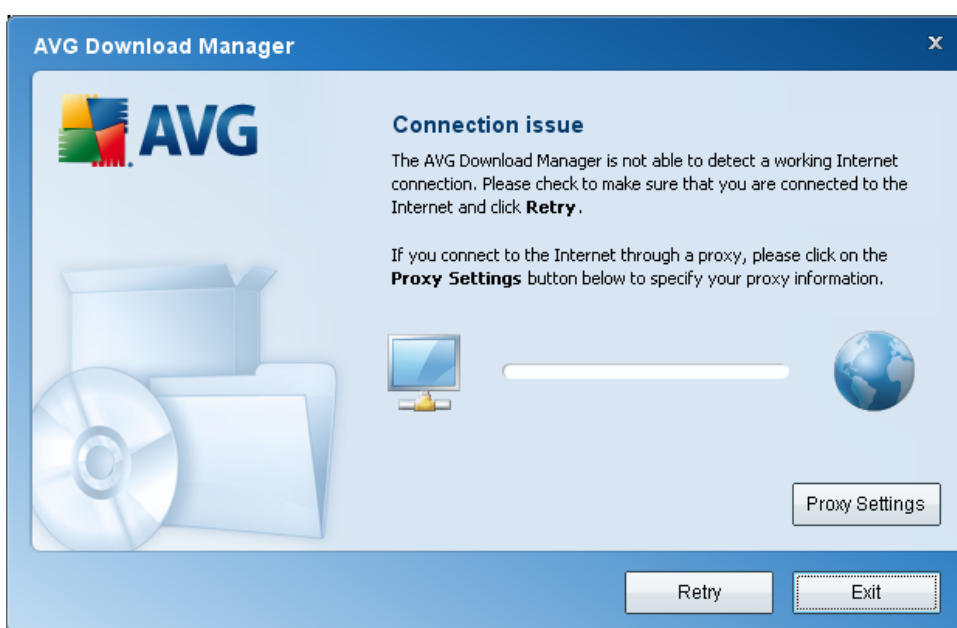 AVG Download Manager
x
AVG
Connection issue
The AVG Download Manager is not able to detect a working Internet
connection. Please check to make sure that you are connected to the
Internet and click Retry.
If you connect to the Internet through a proxy, please click on the
Proxy Settings button below to specify your proxy information.
Proxy Settings
Retry
Exit